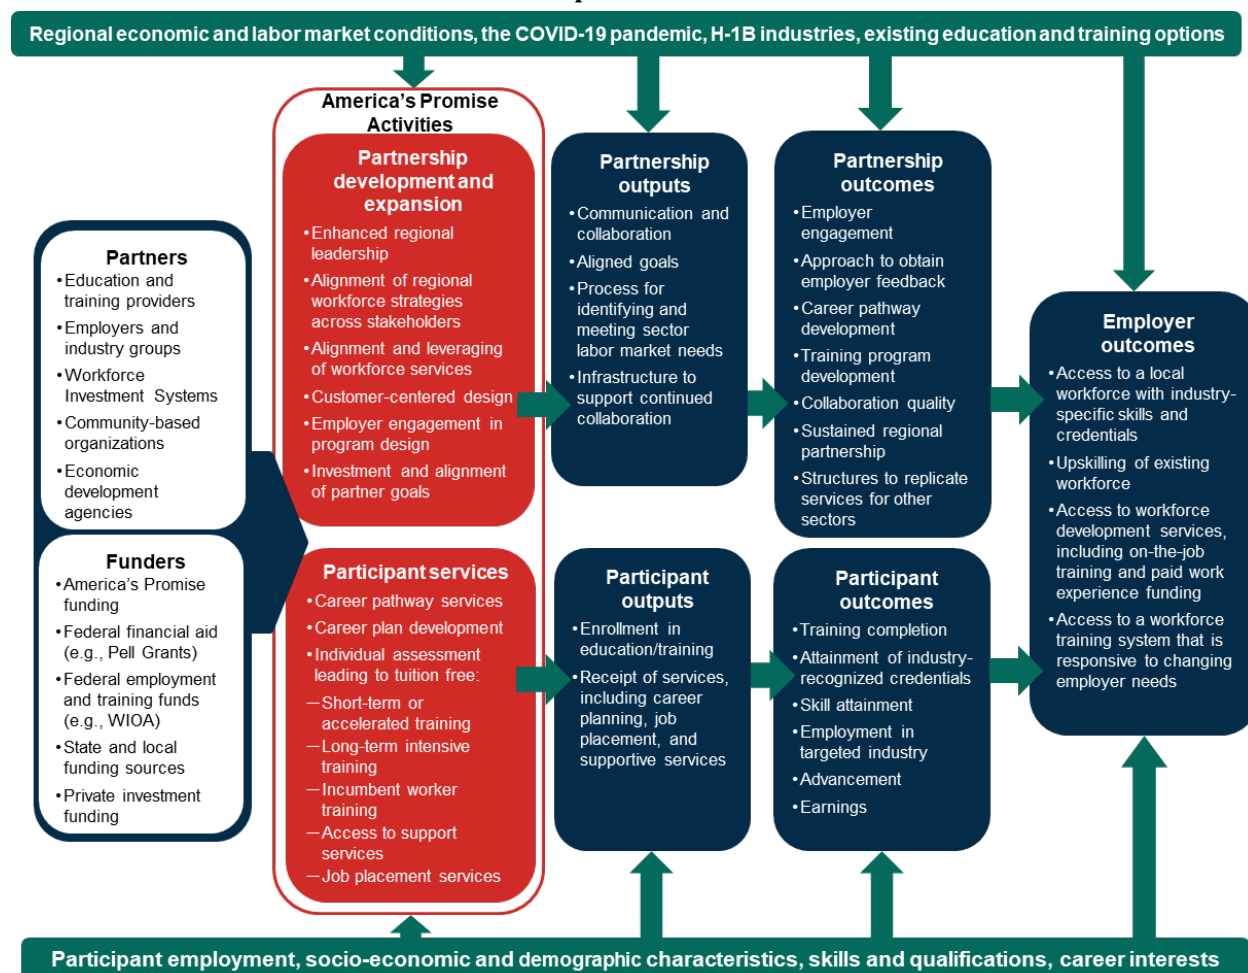 Regional economic and labor market conditions, the COVID-19 pandemic, H-1B industries, existing education and training options
Partners
•Education and
training providers
•Employers and
industry groups
•Workforce
Investment Systems
•Community-based
organizations
•Economic
development
agencies
Funders
•America's Promise
funding
•Federal financial aid
(e.g., Pell Grants)
•Federal employment
and training funds
(e.g., WIOA)
•State and local
funding sources
•Private investment
funding
America's Promise
Activities
Partnership
development and
expansion
•Enhanced regional
leadership
•Alignment of regional
workforce strategies
across stakeholders
•Alignment and leveraging
of workforce services
•Customer-centered design
•Employer engagement in
program design
•Investment and alignment
of partner goals
Participant services
•Career pathway services
•Career plan development
•Individual assessment
leading to tuition free:
—Short-term or
accelerated training
—Long-term intensive
training
—Incumbent worker
training
—Access to support
services
—Job placement services
Partnership
outputs
•Communication and
collaboration
•Aligned goals
•Process for
identifying and
meeting sector
labor market needs
•Infrastructure to
support continued
collaboration
Participant
outputs
•Enrollment in
education/training
•Receipt of services,
including career
planning, job
placement, and
supportive services
Partnership
outcomes
•Employer
engagement
•Approach to obtain
employer feedback
•Career pathway
development
•Training program
development
•Collaboration quality
•Sustained regional
partnership
•Structures to replicate
services for other
sectors
Participant
outcomes
•Training completion
•Attainment of industry-
recognized credentials
•Skill attainment
•Employment in
targeted industry
•Advancement
•Earnings
Employer
outcomes
•Access to a local
workforce with industry-
specific skills and
credentials
•Upskilling of existing
workforce
•Access to workforce
development services,
including on-the-job
training and paid work
experience funding
•Access to a workforce
training system that is
responsive to changing
employer needs
Participant employment, socio-economic and demographic characteristics, skills and qualifications, career interests